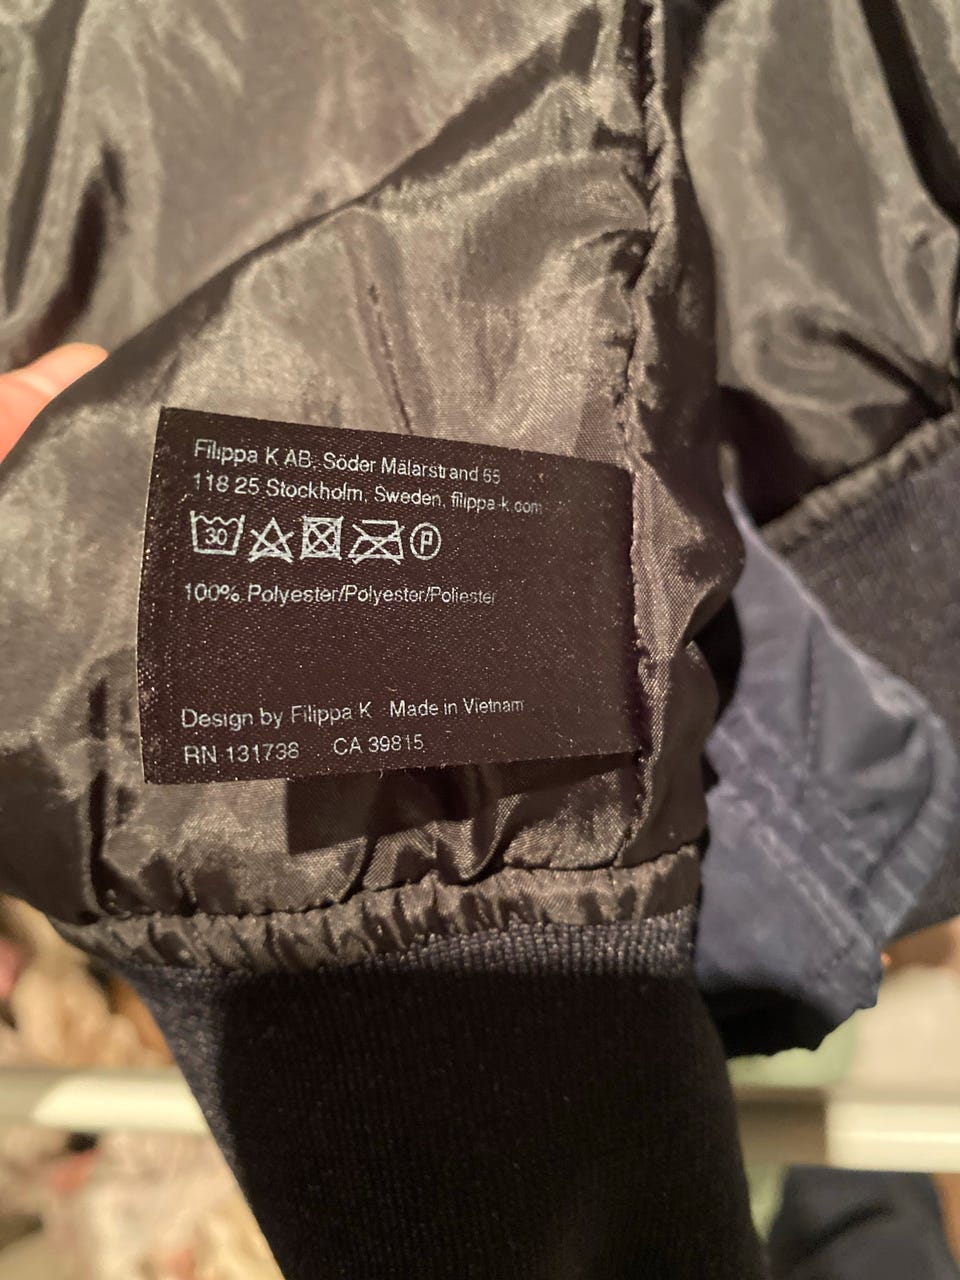 Filippa K AB, Söder Mälarstrand 65
118 25 Stockholm, Sweden, filippa-k.com
30 P
100% Polyester/Polyester/Poliester
Design by Filippa K Made in Vietnam
RN 131738 CA 39815